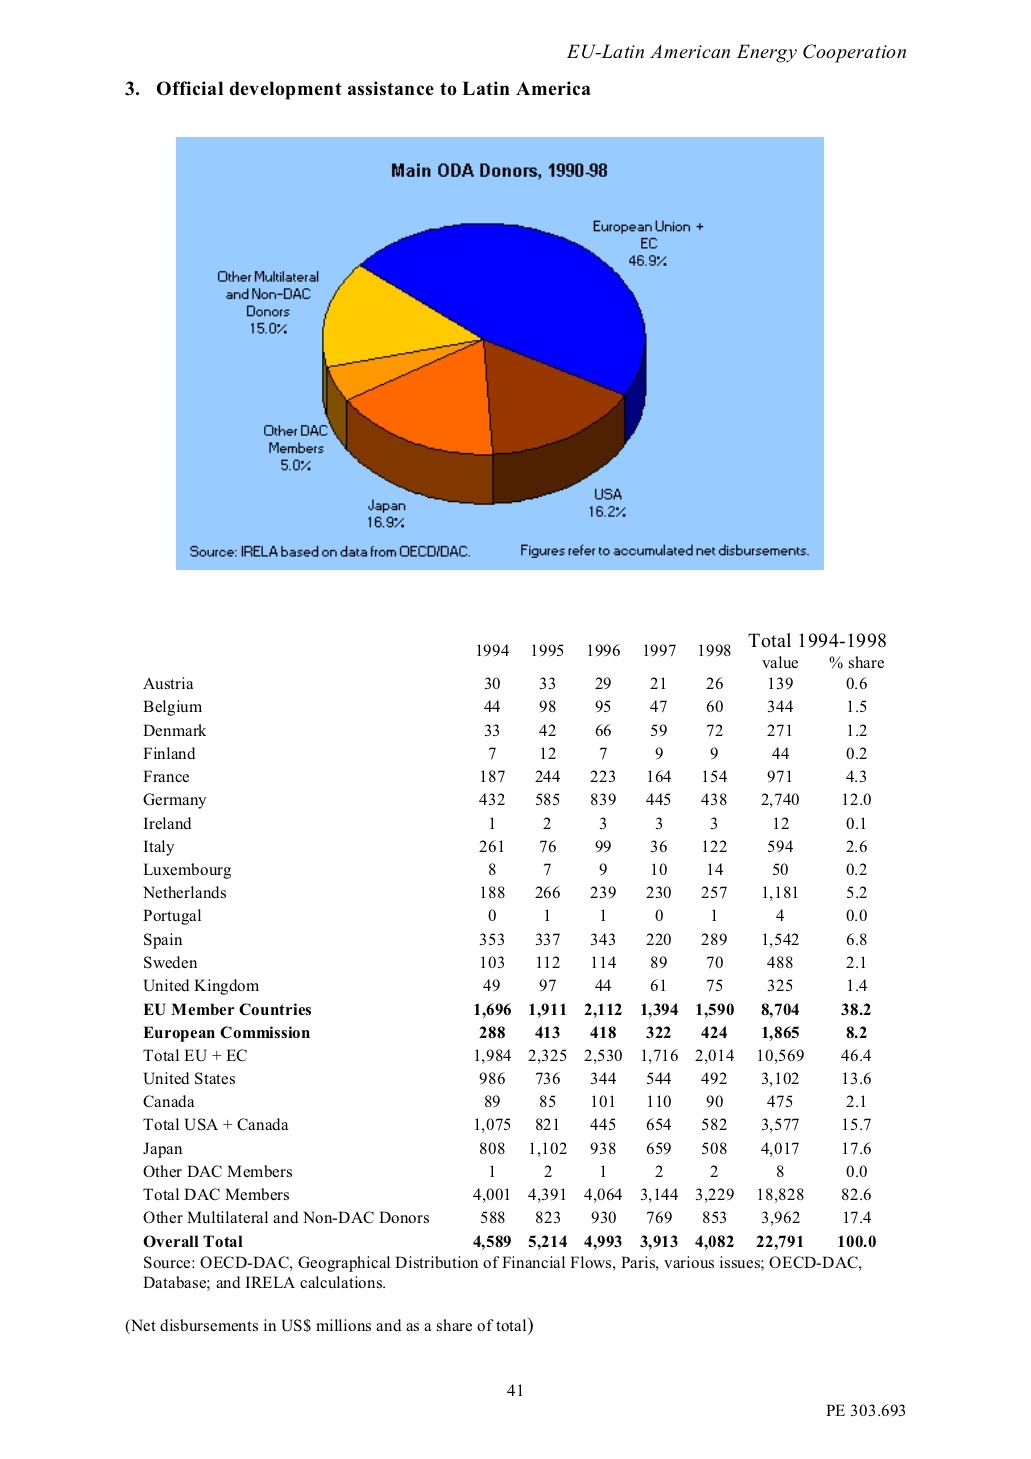 EU-Latin American Energy Cooperation
3. Official development assistance to Latin America
Main ODA Donors, 1990-98
European Union +
EC
46.9%
Other Multilateral
and Non-DAC
Donors
15.0%
Other DAC
Members
5.0%
Japan
16.9%
USA
16.2%
Source: IRELA based on data from OECD/DAC. Figures refer to accumulated net disbursements.
1994 1995 1996 1997 1998 Total 1994-1998
value % share
Austria 30 33 29 21 26 139 0.6
Belgium 44 98 95 47 60 344 1.5
Denmark 33 42 66 59 72 271 1.2
Finland 7 12 7 9 9 44 0.2
France 187 244 223 164 154 971 4.3
Germany 432 585 839 445 438 2,740 12.0
Ireland 1 2 3 3 3 12 0.1
Italy 261 76 99 36 122 594 2.6
Luxembourg 8 7 9 10 14 50 0.2
Netherlands 188 266 239 230 257 1,181 5.2
Portugal 0 1 1 0 1 4 0.0
Spain 353 337 343 220 289 1,542 6.8
Sweden 103 112 114 89 70 488 2.1
United Kingdom 49 97 44 61 75 325 1.4
EU Member Countries 1,696 1,911 2,112 1,394 1,590 8,704 38.2
European Commission 288 413 418 322 424 1,865 8.2
Total EU + EC 1,984 2,325 2,530 1,716 2,014 10,569 46.4
United States 986 736 344 544 492 3,102 13.6
Canada 89 85 101 110 90 475 2.1
Total USA + Canada 1,075 821 445 654 582 3,577 15.7
Japan 808 1,102 938 659 508 4,017 17.6
Other DAC Members 1 2 1 2 2 8 0.0
Total DAC Members 4,001 4,391 4,064 3,144 3,229 18,828 82.6
Other Multilateral and Non-DAC Donors 588 823 930 769 853 3,962 17.4
Overall Total 4,589 5,214 4,993 3,913 4,082 22,791 100.0
Source: OECD-DAC, Geographical Distribution of Financial Flows, Paris, various issues; OECD-DAC,
Database; and IRELA calculations.
(Net disbursements in US$ millions and as a share of total)
41
PE 303.693